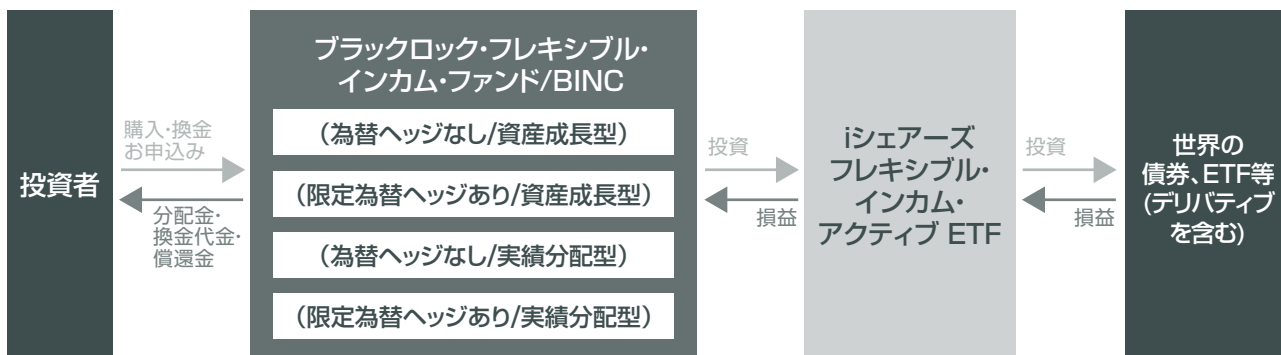 投資者
購入・換金
お申込み
分配金・
換金代金・
償還金
ブラックロック・フレキシブル・
インカム・ファンド/BINC
(為替ヘッジなし/資産成長型)
(限定為替ヘッジあり/資産成長型)
(為替ヘッジなし/実績分配型)
(限定為替ヘッジあり/実績分配型)
投資
損益
iシェアーズ
フレキシブル・
インカム・
アクティブ ETF
投資
損益
世界の
債券、ETF等
(デリバティブ
を含む)